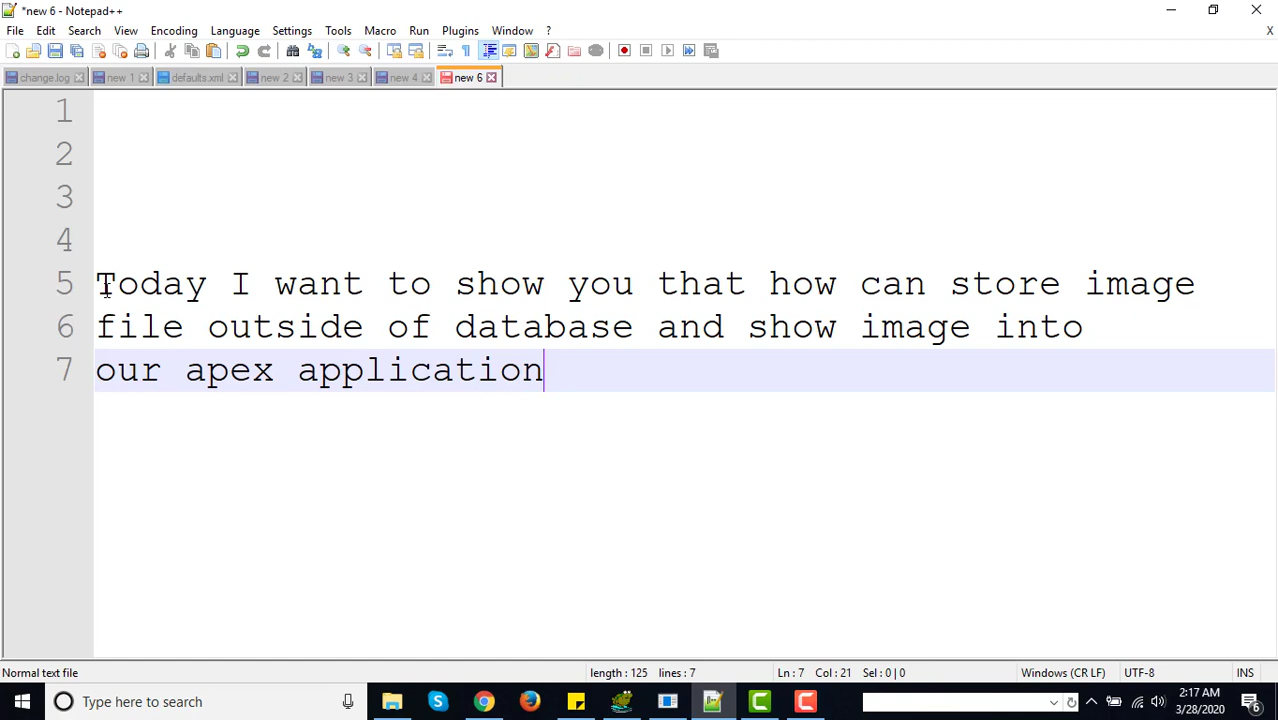 *new 6 - Notepad++
File Edit Search View Encoding Language Settings Tools Macro Run Plugins Window ? X
change.log new 1 defaults.xml new 2 new 3 new 4 new 6
1
2
3
4
5 Today I want to show you that how can store image
6 file outside of database and show image into
7 our apex application
Normal text file length : 125 lines : 7 Ln : 7 Col : 21 Sel : 0 | 0 Windows (CR LF) UTF-8 INS
Type here to search 2:17 AM
3/28/2020 6